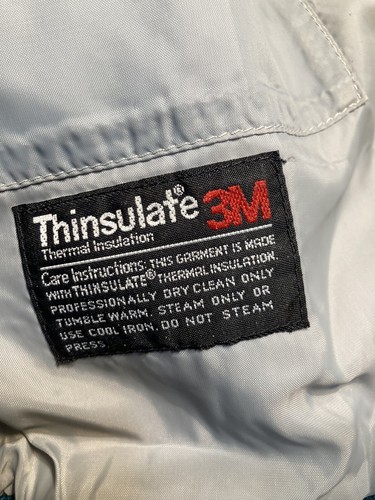 Thinsulate® 3M
Thermal Insulation
Care Instructions: THIS GARMENT IS MADE
WITH THINSULATE® THERMAL INSULATION.
PROFESSIONALLY DRY CLEAN ONLY
TUMBLE WARM. STEAM ONLY OR
USE COOL IRON. DO NOT STEAM
PRESS.